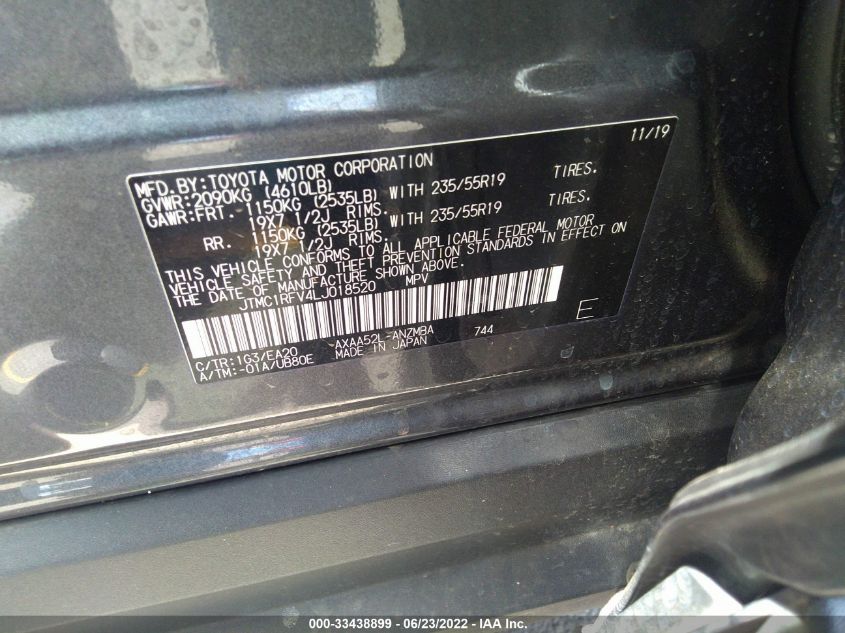 11/19
MFD.BY:TOYOTA MOTOR CORPORATION
GVWR:2090KG (4610LB)
GAWR:FRT. 1150KG (2535LB) WITH 235/55R19 TIRES.
19X7 1/2J RIMS.
RR. 1150KG (2535LB) WITH 235/55R19 TIRES.
19X7 1/2J RIMS.
THIS VEHICLE CONFORMS TO ALL APPLICABLE FEDERAL MOTOR
VEHICLE SAFETY AND THEFT PREVENTION STANDARDS IN EFFECT ON
THE DATE OF MANUFACTURE SHOWN ABOVE.
JTMC1RFV4LJ018520 MPV
E
C/TR:1G3/EA20 AXAA52L-ANZMBA 744
A/TM:-01A/UB80E MADE IN JAPAN
000-33438899 - 06/23/2022 - IAA Inc.